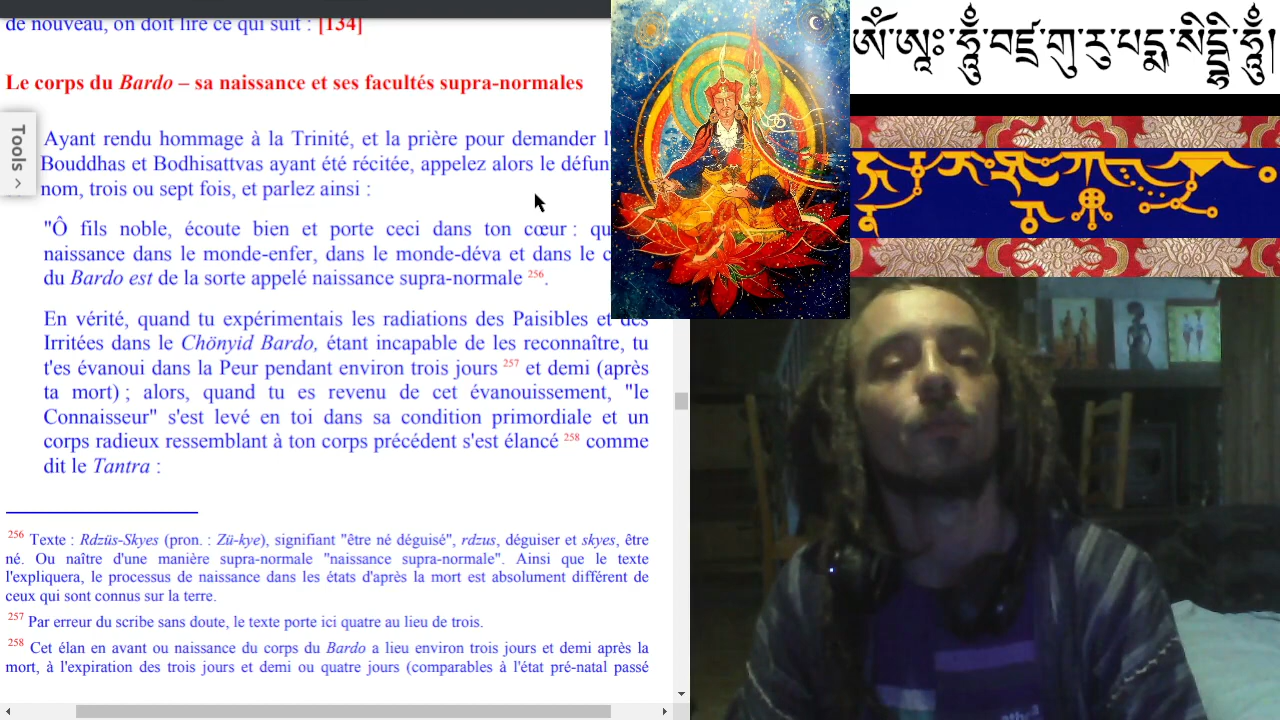 de nouveau, on doit lire ce qui suit : [134]
Le corps du Bardo – sa naissance et ses facultés supra-normales
Tools
Ayant rendu hommage à la Trinité, et la prière pour demander l'
Bouddhas et Bodhisattvas ayant été récitée, appelez alors le défun
nom, trois ou sept fois, et parlez ainsi :
"Ô fils noble, écoute bien et porte ceci dans ton cœur : qu
naissance dans le monde-enfer, dans le monde-déva et dans le c
du Bardo est de la sorte appelé naissance supra-normale 256.
En vérité, quand tu expérimentais les radiations des Paisibles et des
Irritées dans le Chönyid Bardo, étant incapable de les reconnaître, tu
t'es évanoui dans la Peur pendant environ trois jours 257 et demi (après
ta mort) ; alors, quand tu es revenu de cet évanouissement, "le
Connaisseur" s'est levé en toi dans sa condition primordiale et un
corps radieux ressemblant à ton corps précédent s'est élancé 258 comme
dit le Tantra :
256 Texte : Rdzüs-Skyes (pron. : Zü-kye), signifiant "être né déguisé", rdzus, déguiser et skyes, être
né. Ou naître d'une manière supra-normale "naissance supra-normale". Ainsi que le texte
l'expliquera, le processus de naissance dans les états d'après la mort est absolument différent de
ceux qui sont connus sur la terre.
257 Par erreur du scribe sans doute, le texte porte ici quatre au lieu de trois.
258 Cet élan en avant ou naissance du corps du Bardo a lieu environ trois jours et demi après la
mort, à l'expiration des trois jours et demi ou quatre jours (comparables à l'état pré-natal passé
ཨོཾ་ཨཱཿ་ཧཱུྃ་བཛྲ་གུ་རུ་པདྨ་སིདྡྷི་ཧཱུྃ།